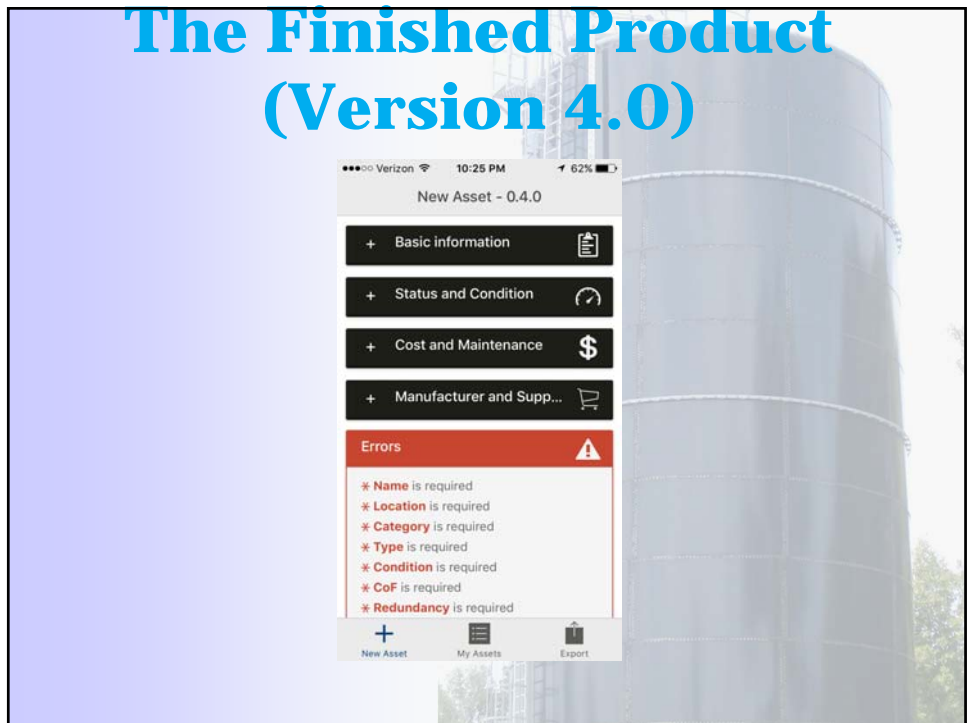 The Finished Product
(Version 4.0)
Verizon 10:25 PM 62%
New Asset - 0.4.0
+ Basic information
+ Status and Condition
+ Cost and Maintenance $
+ Manufacturer and Supp...
Errors
* Name is required
* Location is required
* Category is required
* Type is required
* Condition is required
* CoF is required
* Redundancy is required
New Asset My Assets Export